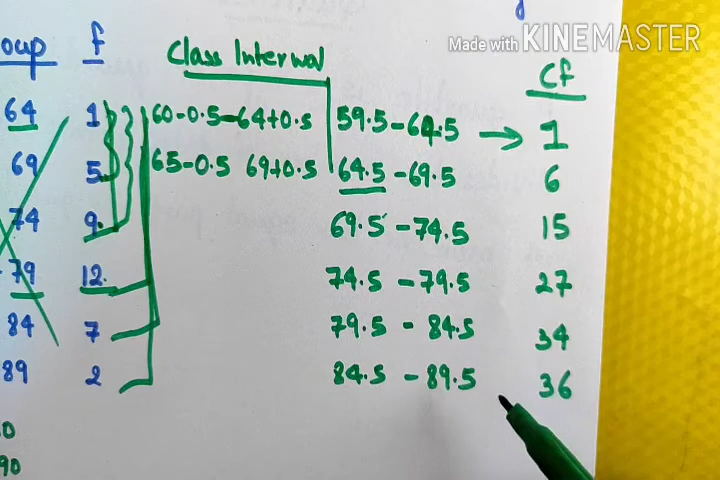 Made with KINEMASTER
oup f Class Interval Cf
64 1 60-0.5-64+0.5 59.5-64.5 → 1
69 5 65-0.5 69+0.5 64.5-69.5 6
74 9 69.5-74.5 15
79 12 74.5-79.5 27
84 7 79.5-84.5 34
89 2 84.5-89.5 36
0
90